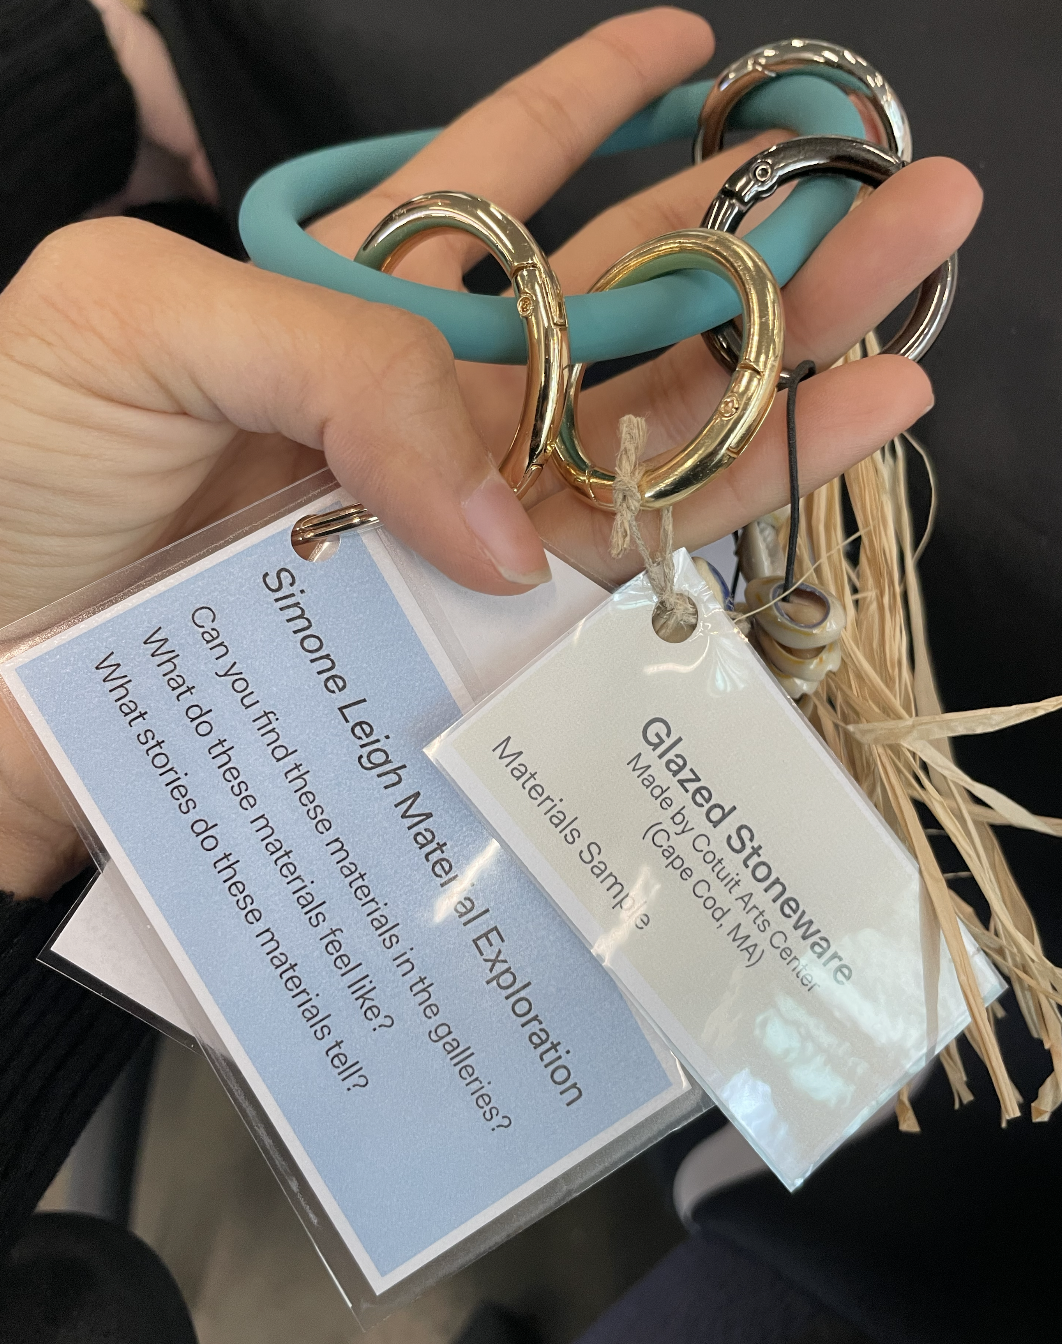 Simone Leigh Material Exploration
Can you find these materials in the galleries?
What do these materials feel like?
What stories do these materials tell?
Glazed Stoneware
Made by Cotuit Arts Center
(Cape Cod, MA)
Materials Sample